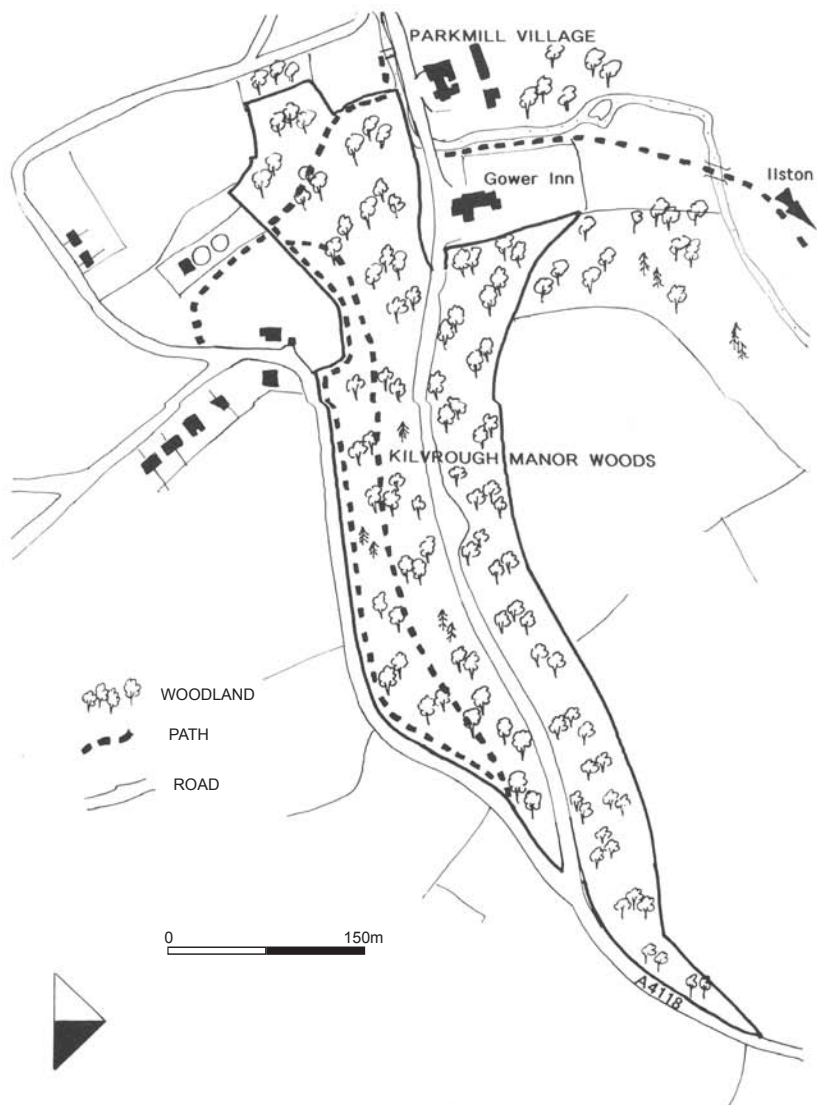 PARKMILL VILLAGE
Ilston
Gower Inn
KILVROUGH MANOR WOODS
WOODLAND
PATH
ROAD
0 150m
A4118